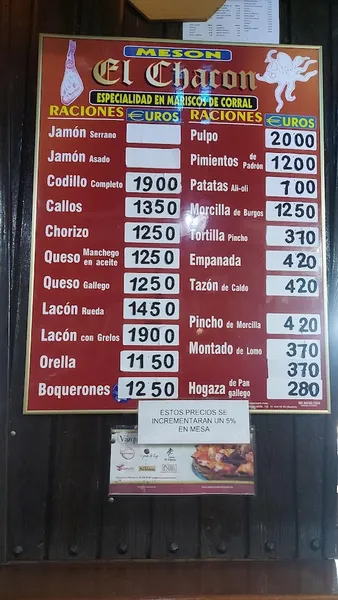 MESON
El Chacon
ESPECIALIDAD EN MARISCOS DE CORRAL
RACIONES €UROS
Jamón Serrano
Jamón Asado
Codillo Completo 1900
Callos 1350
Chorizo 1250
Queso Manchego en aceite 1250
Queso Gallego 1250
Lacón Rueda 1450
Lacón con Grelos 1900
Orella 1150
Boquerones 1250
RACIONES €UROS
Pulpo 2000
Pimientos de Padrón 1200
Patatas Ali-oli 700
Morcilla de Burgos 1250
Tortilla Pincho 370
Empanada 420
Tazón de Caldo 420
Pincho de Morcilla 420
Montado de Lomo 370
370
Hogaza de Pan gallego 280
ESTOS PRECIOS SE
INCREMENTARAN UN 5%
EN MESA